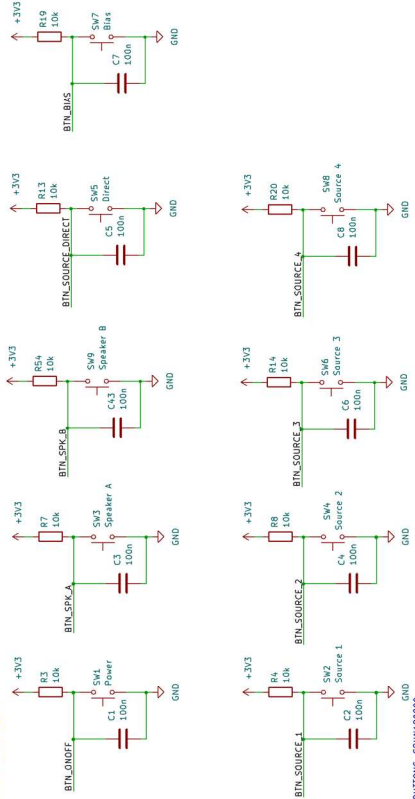 +3V3
R3
10k
BTN_ONOFF
SW1
Power
C1
100n
GND
+3V3
R7
10k
BTN_SPK_A
SW3
Speaker A
C3
100n
GND
+3V3
R54
10k
BTN_SPK_B
SW9
Speaker B
C43
100n
GND
+3V3
R13
10k
BTN_SOURCE_DIRECT
SW5
Direct
C5
100n
GND
+3V3
R19
10k
BTN_BIAS
SW7
Bias
C7
100n
GND
+3V3
R4
10k
BTN_SOURCE_1
SW2
Source 1
C2
100n
GND
+3V3
R8
10k
BTN_SOURCE_2
SW4
Source 2
C4
100n
GND
+3V3
R14
10k
BTN_SOURCE_3
SW6
Source 3
C6
100n
GND
+3V3
R20
10k
BTN_SOURCE_4
SW8
Source 4
C8
100n
GND